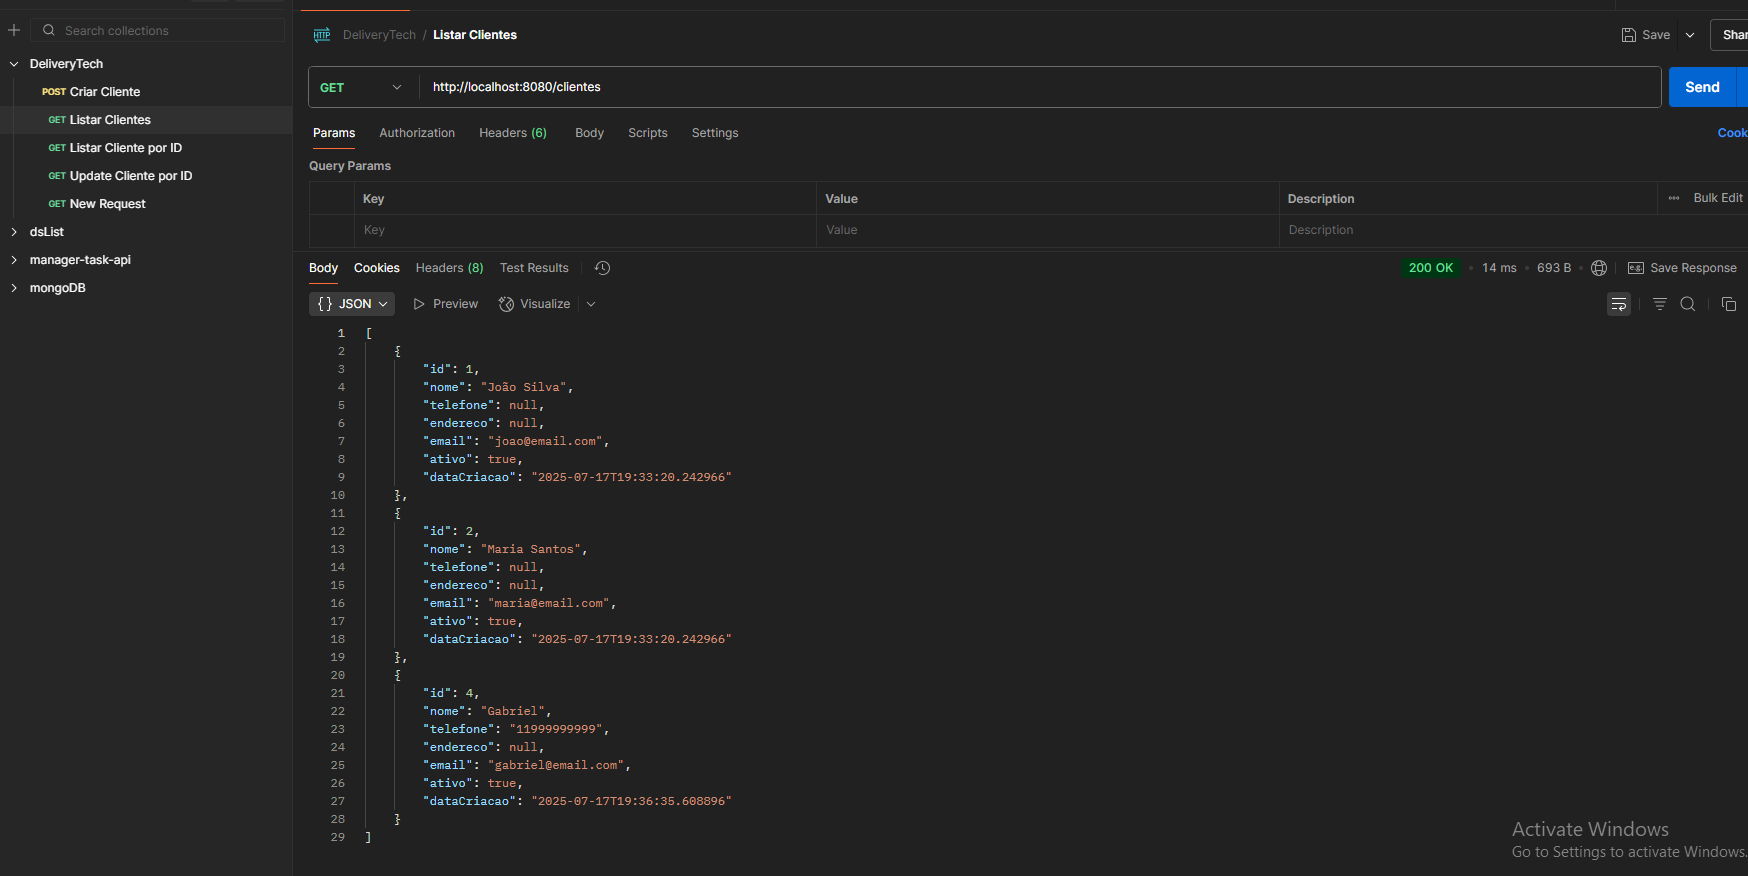 Search collections
DeliveryTech
POST Criar Cliente
GET Listar Clientes
GET Listar Cliente por ID
GET Update Cliente por ID
GET New Request
dsList
manager-task-api
mongoDB
HTTP DeliveryTech / Listar Clientes
Save
Shar
GET http://localhost:8080/clientes
Send
Params Authorization Headers (6) Body Scripts Settings
Cook
Query Params
Key Value Description Bulk Edit
Key Value Description
Body Cookies Headers (8) Test Results
200 OK 14 ms 693 B e.g. Save Response
{} JSON Preview Visualize
1 [
2 {
3 "id": 1,
4 "nome": "João Silva",
5 "telefone": null,
6 "endereco": null,
7 "email": "joao@email.com",
8 "ativo": true,
9 "dataCriacao": "2025-07-17T19:33:20.242966"
10 },
11 {
12 "id": 2,
13 "nome": "Maria Santos",
14 "telefone": null,
15 "endereco": null,
16 "email": "maria@email.com",
17 "ativo": true,
18 "dataCriacao": "2025-07-17T19:33:20.242966"
19 },
20 {
21 "id": 4,
22 "nome": "Gabriel",
23 "telefone": "11999999999",
24 "endereco": null,
25 "email": "gabriel@email.com",
26 "ativo": true,
27 "dataCriacao": "2025-07-17T19:36:35.608896"
28 }
29 ]
Activate Windows
Go to Settings to activate Windows.